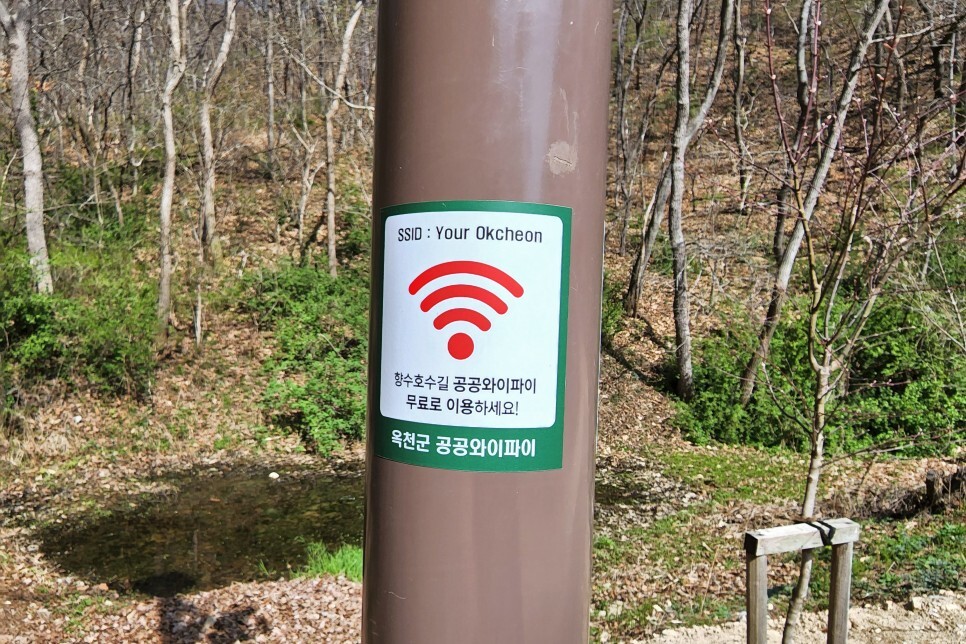 SSID : Your Okcheon
향수호수길 공공와이파이
무료로 이용하세요!
옥천군 공공와이파이